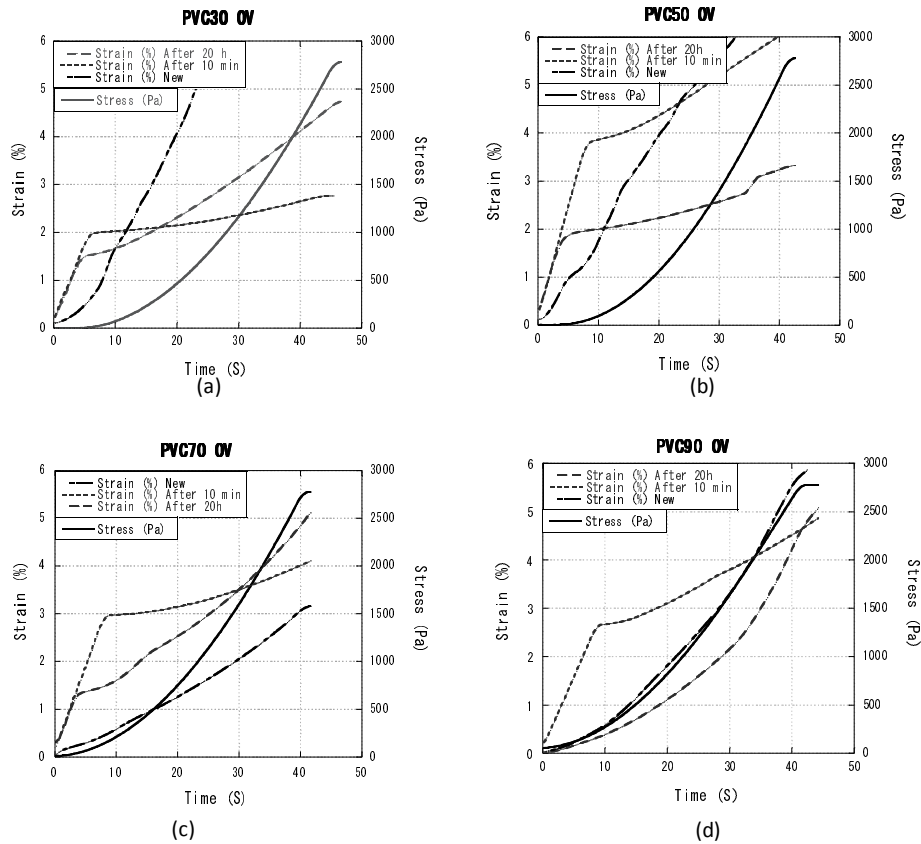 PVC30 0V
Strain (%) After 20 h
Strain (%) After 10 min
Strain (%) New
Stress (Pa)
6
5
4
3
2
1
0
Strain (%)
3000
2500
2000
1500
1000
500
0
Stress (Pa)
0 10 20 30 40 50
Time (S)
(a)
PVC50 0V
Strain (%) After 20h
Strain (%) After 10 min
Strain (%) New
Stress (Pa)
6
5
4
3
2
1
0
Strain (%)
3000
2500
2000
1500
1000
500
0
Stress (Pa)
0 10 20 30 40 50
Time (S)
(b)
PVC70 0V
Strain (%) New
Strain (%) After 10 min
Strain (%) After 20h
Stress (Pa)
6
5
4
3
2
1
0
Strain (%)
3000
2500
2000
1500
1000
500
0
Stress (Pa)
0 10 20 30 40 50
Time (S)
(c)
PVC90 0V
Strain (%) After 20h
Strain (%) After 10 min
Strain (%) New
Stress (Pa)
6
5
4
3
2
1
0
Strain (%)
3000
2500
2000
1500
1000
500
0
Stress (Pa)
0 10 20 30 40 50
Time (S)
(d)